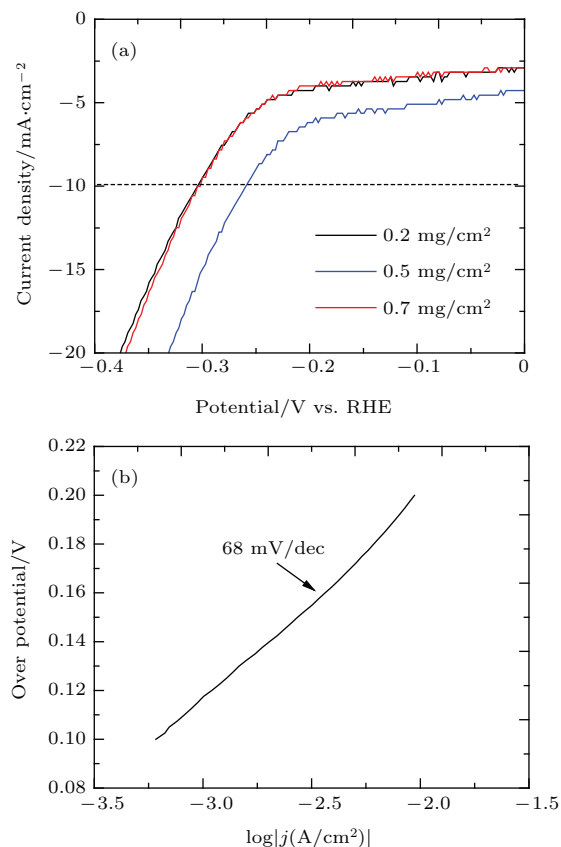 (a)
0
−5
−10
−15
−20
Current density/mA·cm−2
0.2 mg/cm2
0.5 mg/cm2
0.7 mg/cm2
−0.4 −0.3 −0.2 −0.1 0
Potential/V vs. RHE
(b)
0.22
0.20
0.18
0.16
0.14
0.12
0.10
0.08
Over potential/V
68 mV/dec
−3.5 −3.0 −2.5 −2.0 −1.5
log|j(A/cm2)|